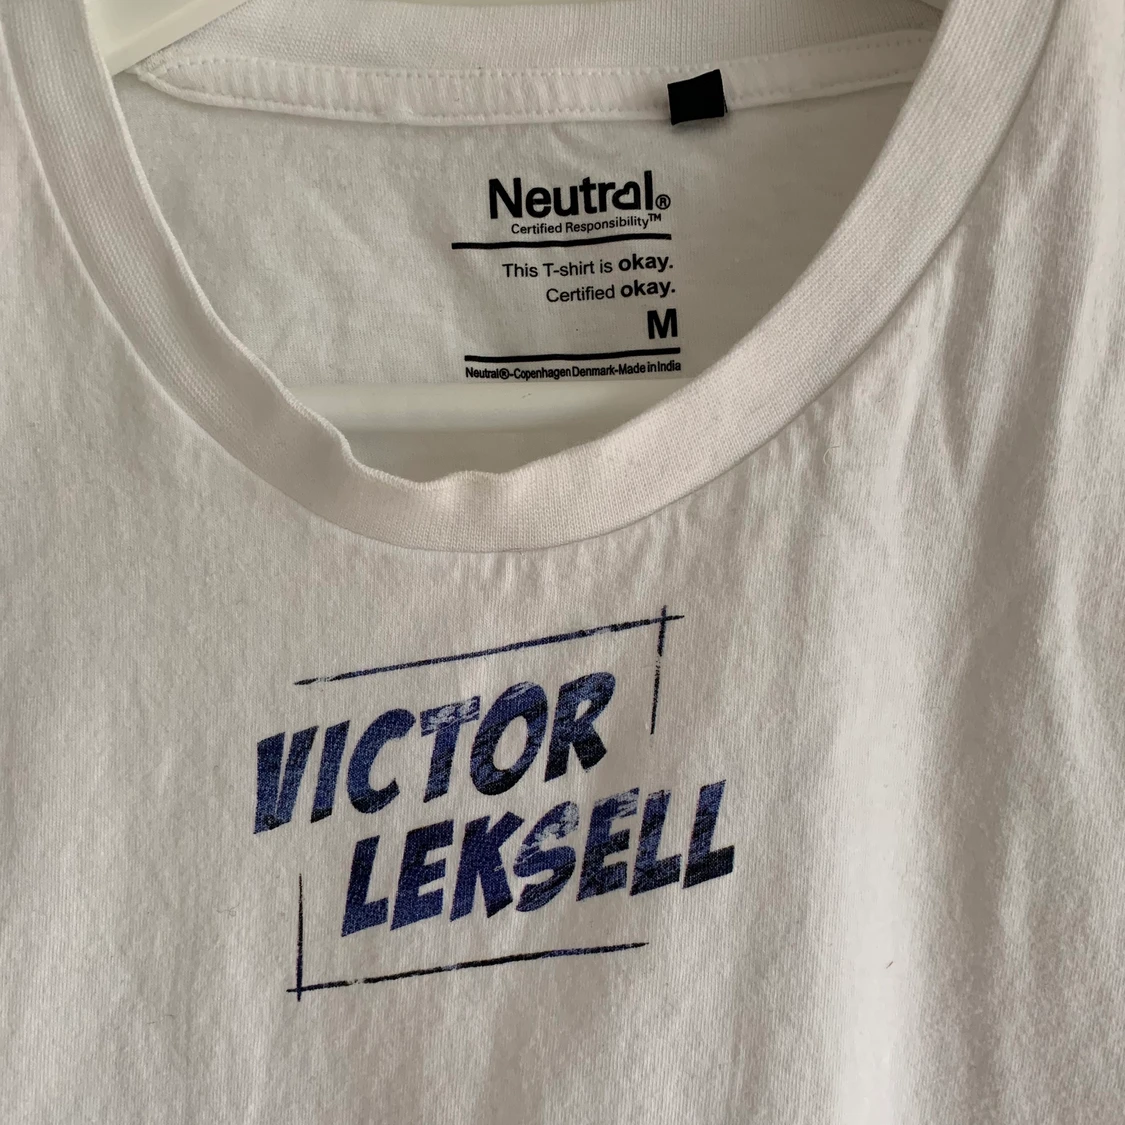 Neutral®
Certified Responsibility™
This T-shirt is okay.
Certified okay.
M
Neutral®-Copenhagen Denmark-Made in India
VICTOR
LEKSELL